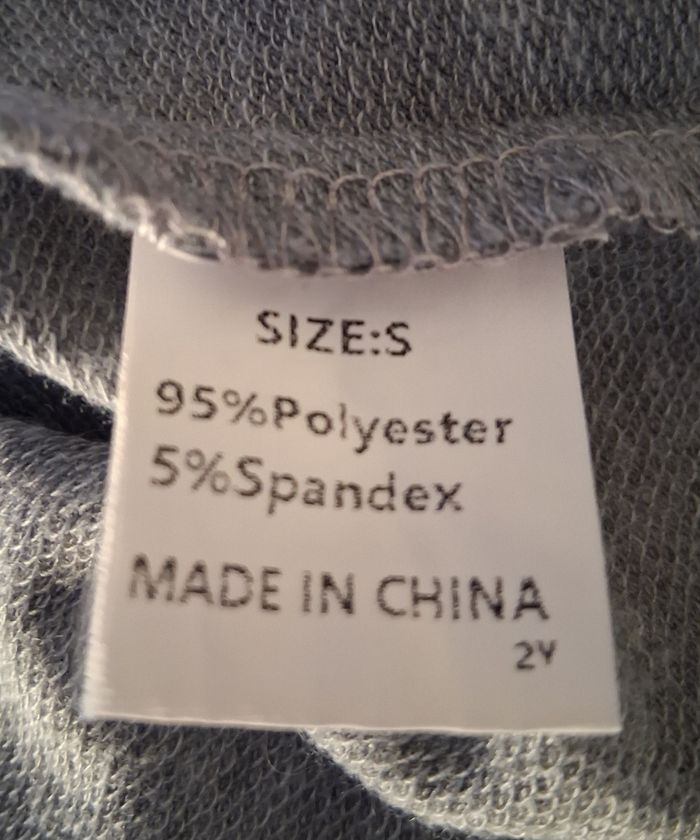 SIZE:S
95%Polyester
5%Spandex
MADE IN CHINA
2Y